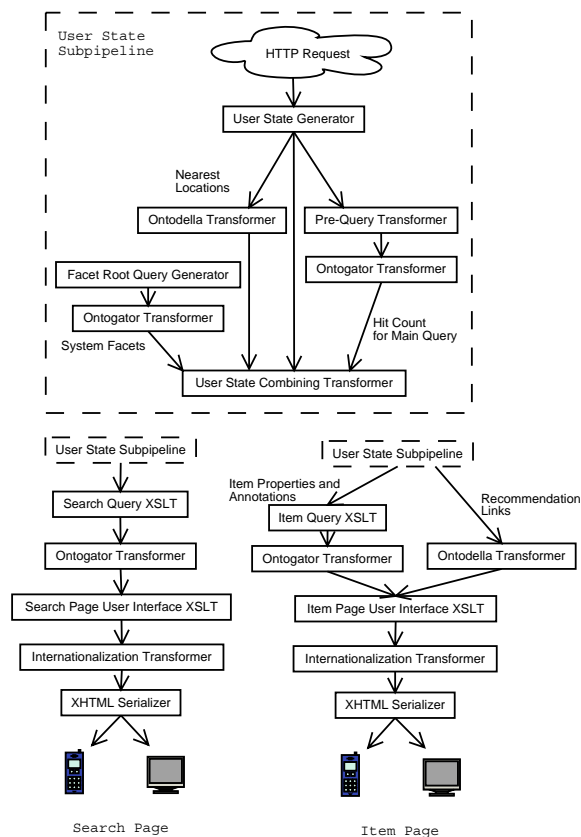 User State
Subpipeline
HTTP Request
User State Generator
Nearest
Locations
Ontodella Transformer
Pre-Query Transformer
Facet Root Query Generator
Ontogator Transformer
Ontogator Transformer
System Facets
Hit Count
for Main Query
User State Combining Transformer
User State Subpipeline
Search Query XSLT
Ontogator Transformer
Search Page User Interface XSLT
Internationalization Transformer
XHTML Serializer
Search Page
User State Subpipeline
Item Properties and
Annotations
Recommendation
Links
Item Query XSLT
Ontogator Transformer
Ontodella Transformer
Item Page User Interface XSLT
Internationalization Transformer
XHTML Serializer
Item Page